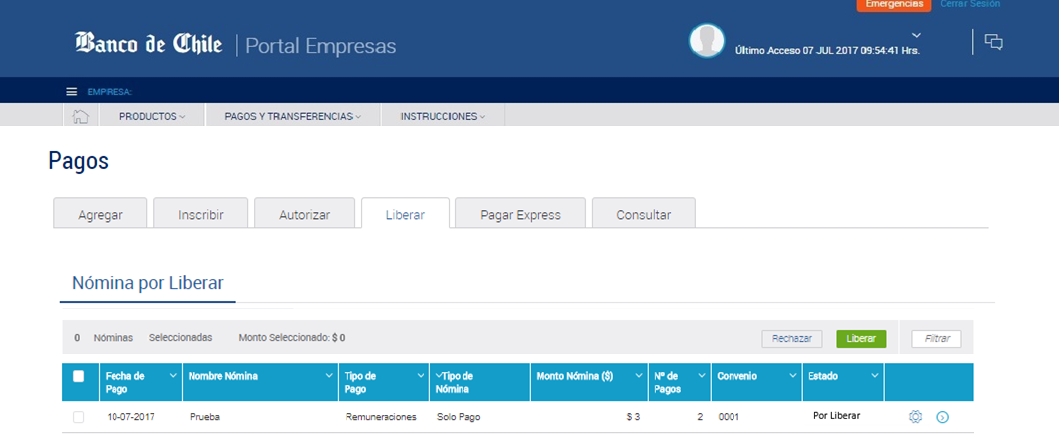 Emergencias Cerrar Sesión
Banco de Chile Portal Empresas
Último Acceso 07 JUL 2017 09:54:41 Hrs.
EMPRESA:
PRODUCTOS PAGOS Y TRANSFERENCIAS INSTRUCCIONES
Pagos
Agregar Inscribir Autorizar Liberar Pagar Express Consultar
Nómina por Liberar
0 Nóminas Seleccionadas Monto Seleccionado: $ 0 Rechazar Liberar Filtrar
Fecha de Pago Nombre Nómina Tipo de Pago Tipo de Nómina Monto Nómina ($) Nº de Pagos Convenio Estado
10-07-2017 Prueba Remuneraciones Solo Pago $ 3 2 0001 Por Liberar